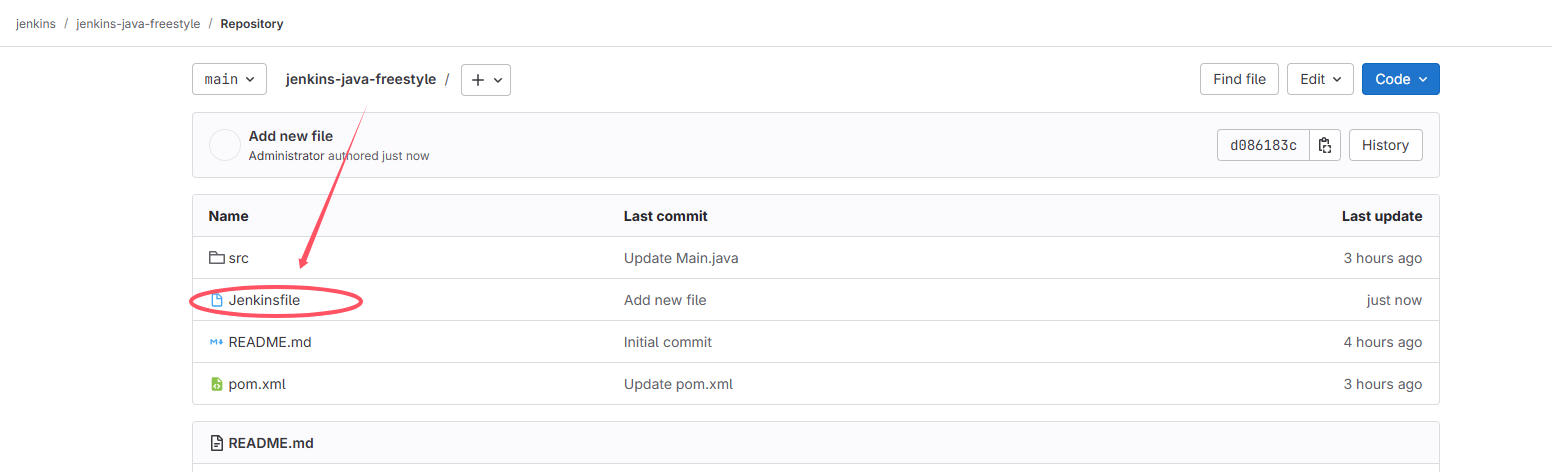 jenkins / jenkins-java-freestyle / Repository
main jenkins-java-freestyle / + Find file Edit Code
Add new file
Administrator authored just now
d086183c History
Name Last commit Last update
src Update Main.java 3 hours ago
Jenkinsfile Add new file just now
M↓ README.md Initial commit 4 hours ago
pom.xml Update pom.xml 3 hours ago
README.md